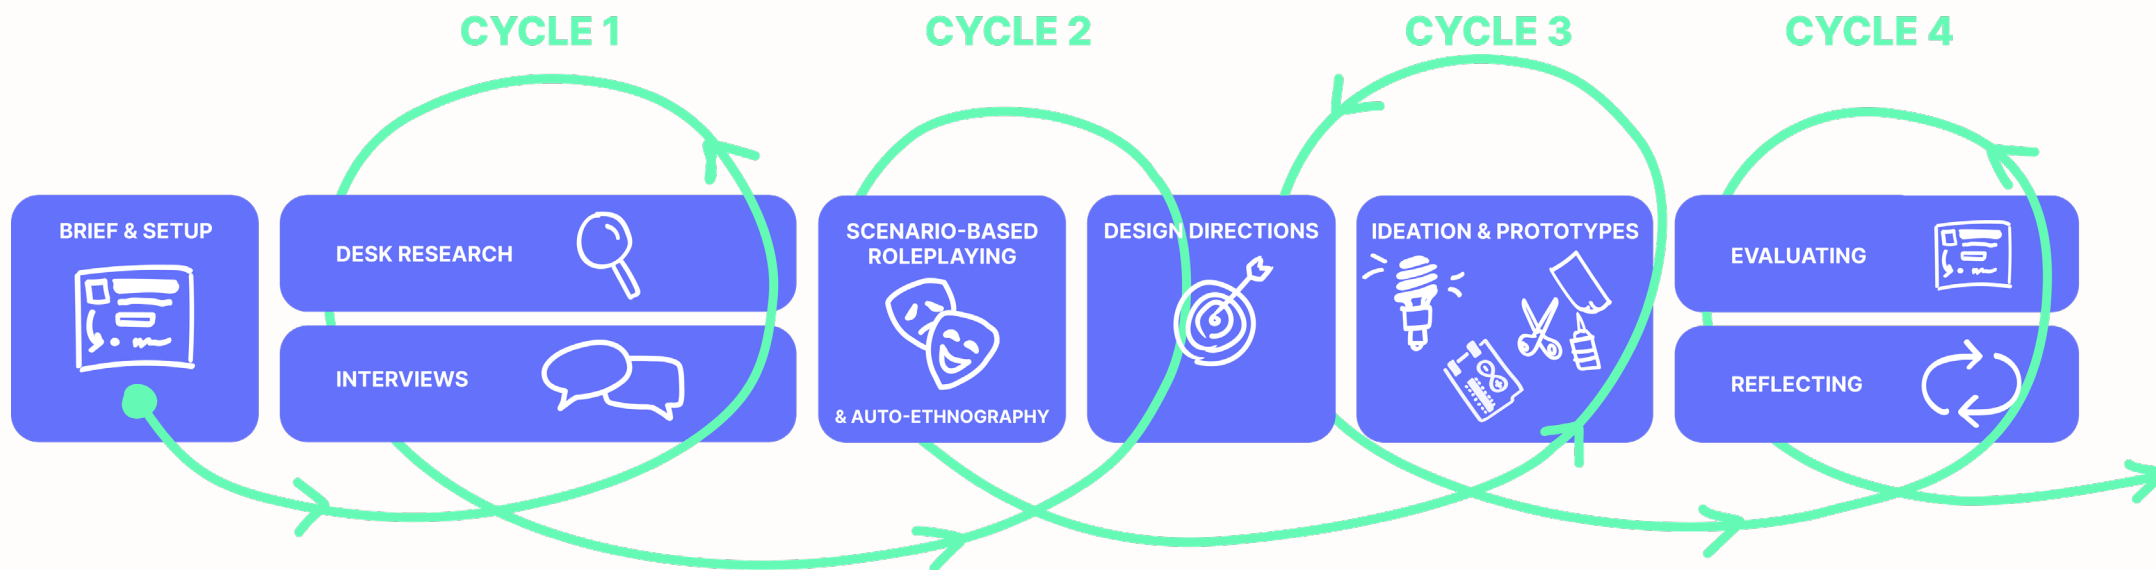 CYCLE 1
CYCLE 2
CYCLE 3
CYCLE 4
BRIEF & SETUP
DESK RESEARCH
INTERVIEWS
SCENARIO-BASED
ROLEPLAYING
& AUTO-ETHNOGRAPHY
DESIGN DIRECTIONS
IDEATION & PROTOTYPES
EVALUATING
REFLECTING